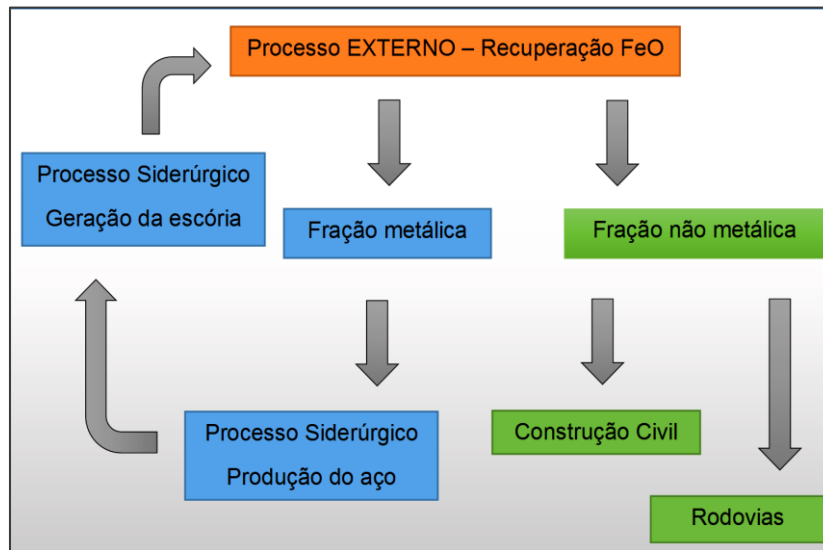 Processo EXTERNO – Recuperação FeO
Processo Siderúrgico
Geração da escória
Fração metálica
Fração não metálica
Processo Siderúrgico
Produção do aço
Construção Civil
Rodovias